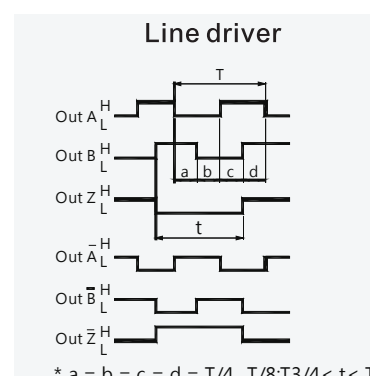 Line driver
T
Out A H
L
Out B H
L
a b c d
Out Z H
L
t
Out A̅ H
L
Out B̅ H
L
Out Z̅ H
L
* a = b = c = d = T/4 T/8:T3/4< t< T